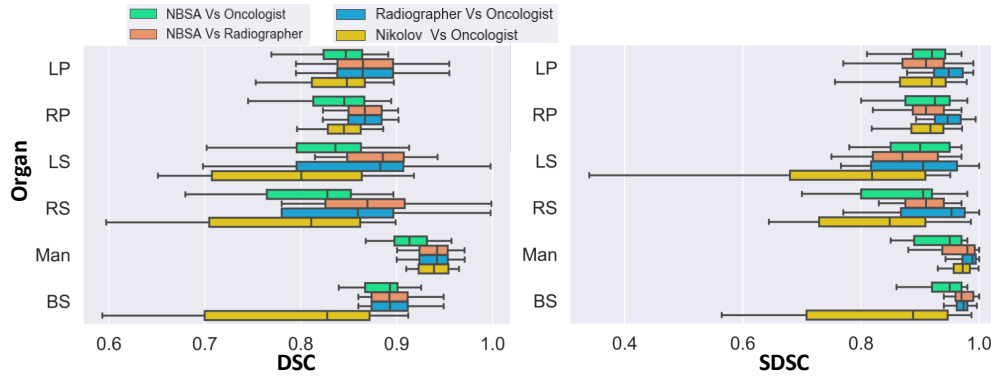 NBSA Vs Oncologist
NBSA Vs Radiographer
Radiographer Vs Oncologist
Nikolov Vs Oncologist
Organ
LP
RP
LS
RS
Man
BS
0.6 0.7 0.8 0.9 1.0
DSC
LP
RP
LS
RS
Man
BS
0.4 0.6 0.8 1.0
SDSC